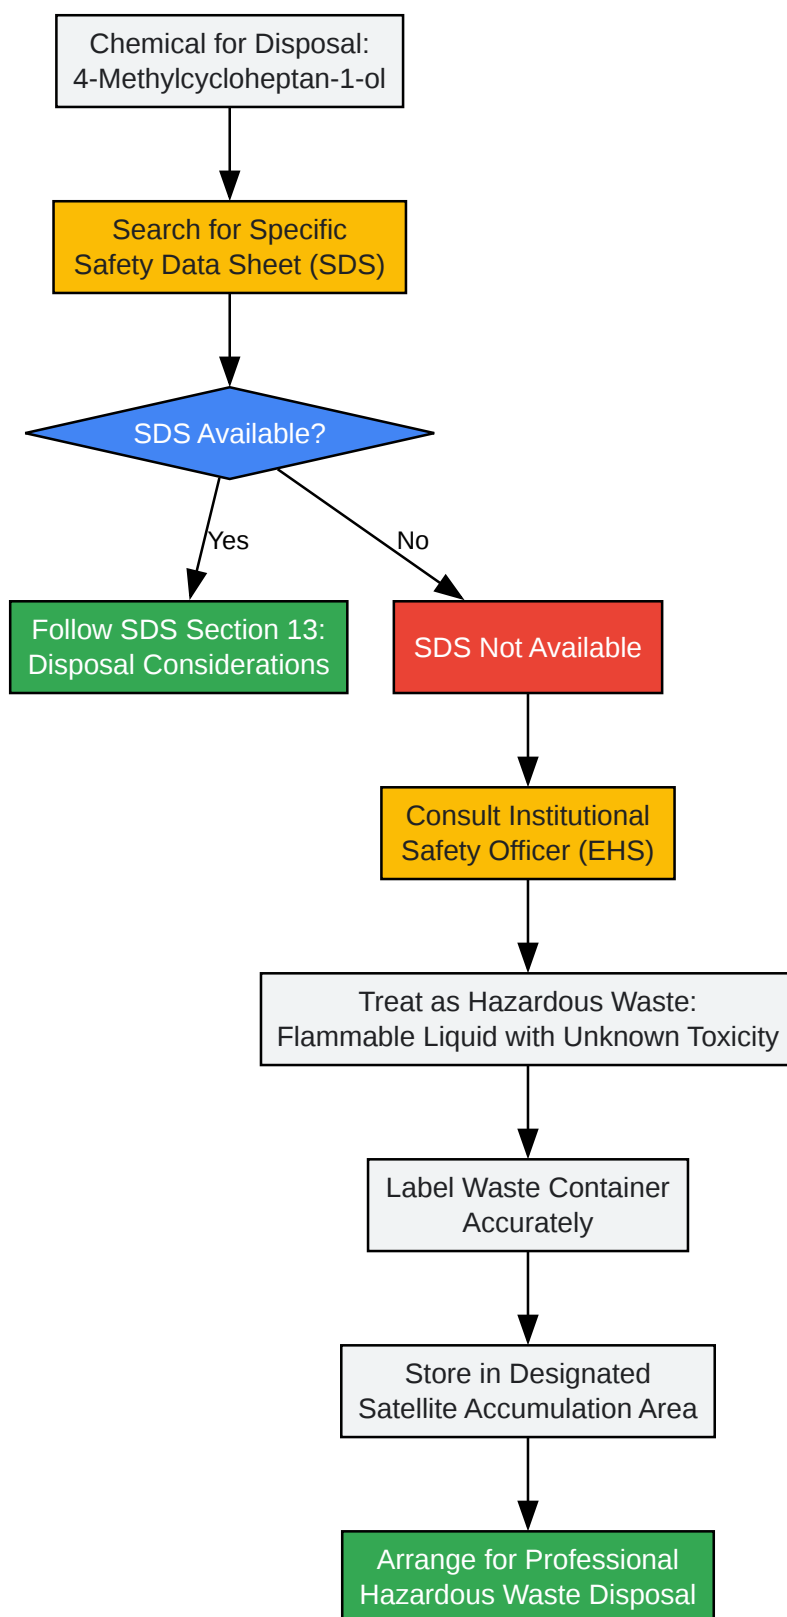 Chemical for Disposal:
4-Methylcycloheptan-1-ol
Search for Specific
Safety Data Sheet (SDS)
SDS Available?
Yes
No
Follow SDS Section 13:
Disposal Considerations
SDS Not Available
Consult Institutional
Safety Officer (EHS)
Treat as Hazardous Waste:
Flammable Liquid with Unknown Toxicity
Label Waste Container
Accurately
Store in Designated
Satellite Accumulation Area
Arrange for Professional
Hazardous Waste Disposal